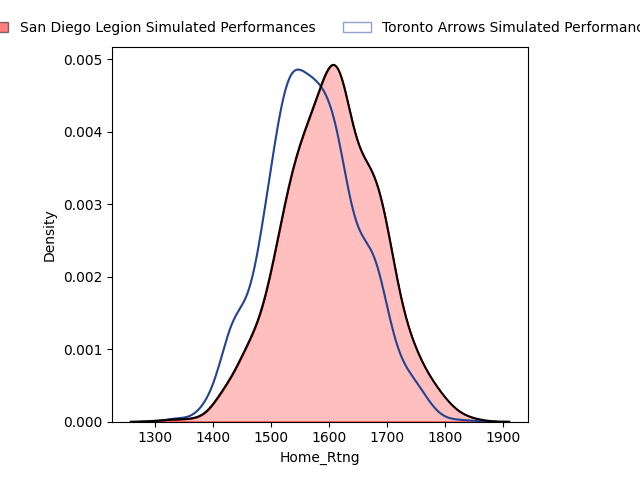 San Diego Legion Simulated Performances
Toronto Arrows Simulated
0.005
0.004
0.003
0.002
0.001
0.000
Density
1300 1400 1500 1600 1700 1800 1900
Home_Rtng